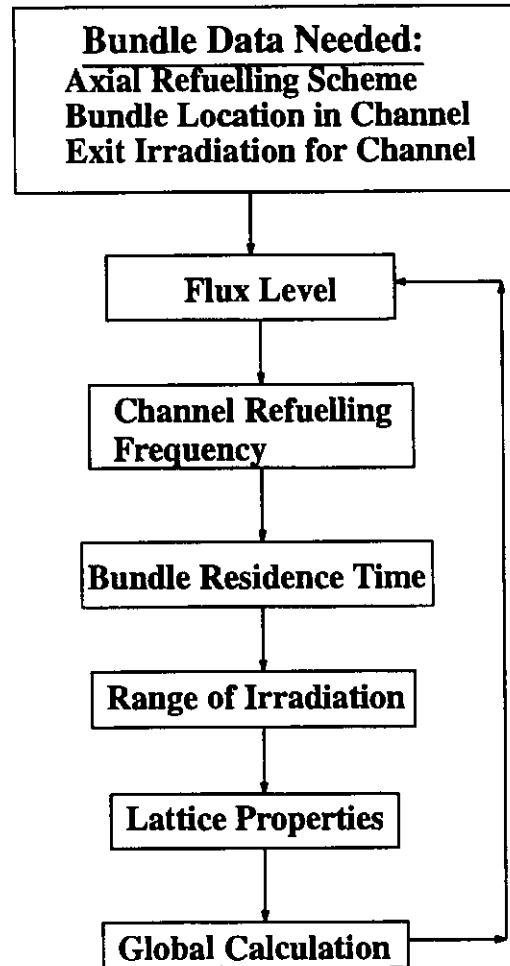 Bundle Data Needed:
Axial Refuelling Scheme
Bundle Location in Channel
Exit Irradiation for Channel
Flux Level
Channel Refuelling
Frequency
Bundle Residence Time
Range of Irradiation
Lattice Properties
Global Calculation